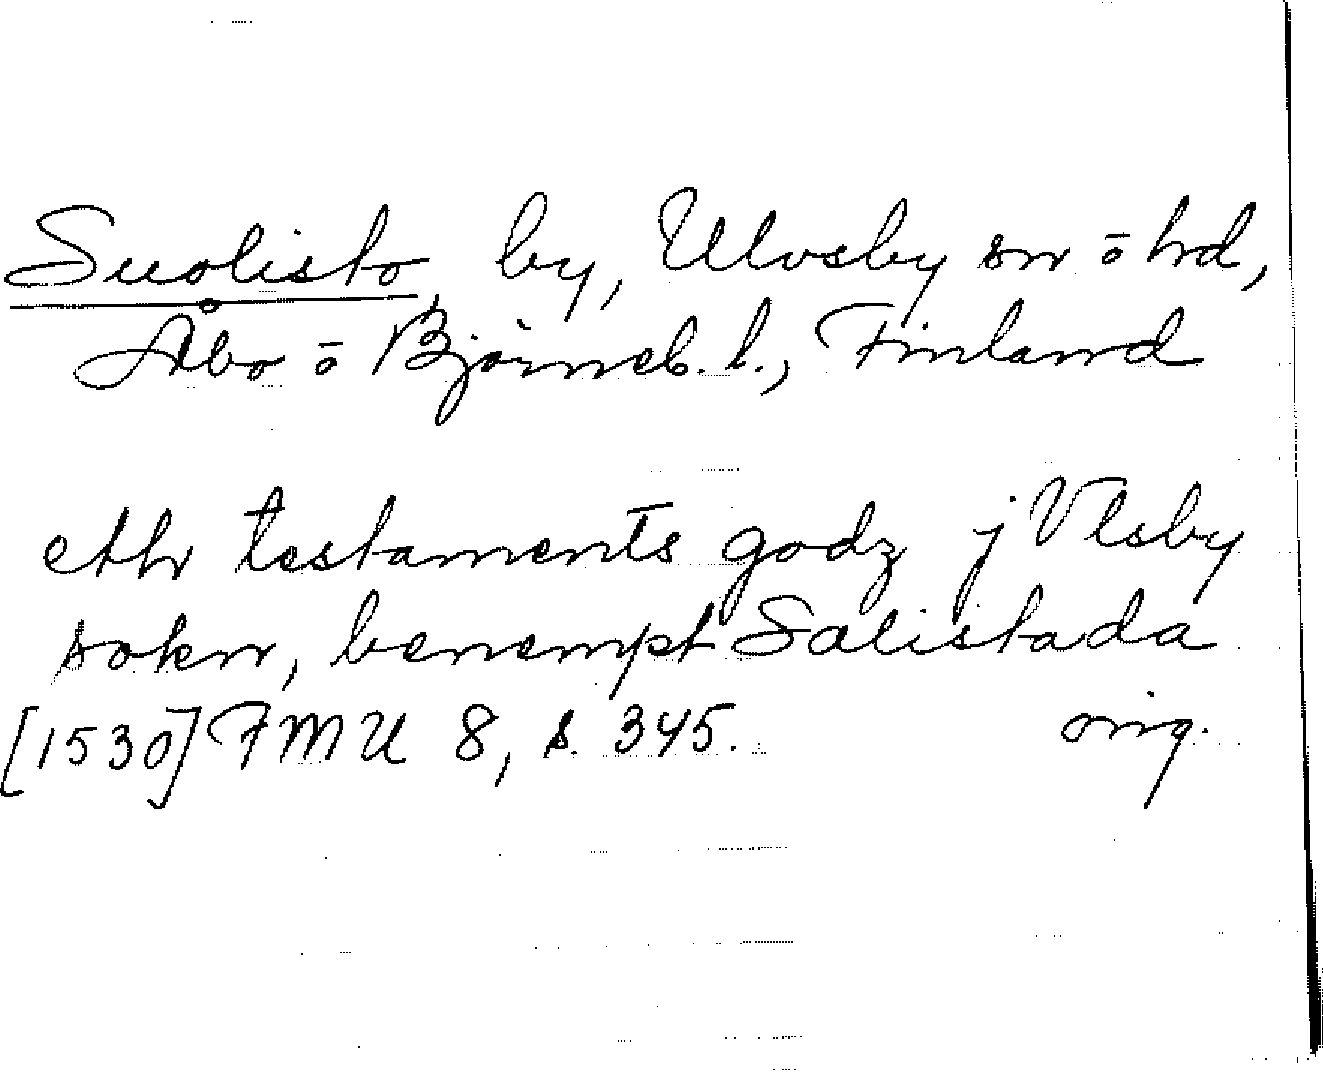 Suolisto, by, Ulvsby sn o hd,
Åbo o Björneb. l., Finland
ehr testaments godz j Vlsby
sokn, benempt Salistada
[1530] FMU 8, s. 345. orig.